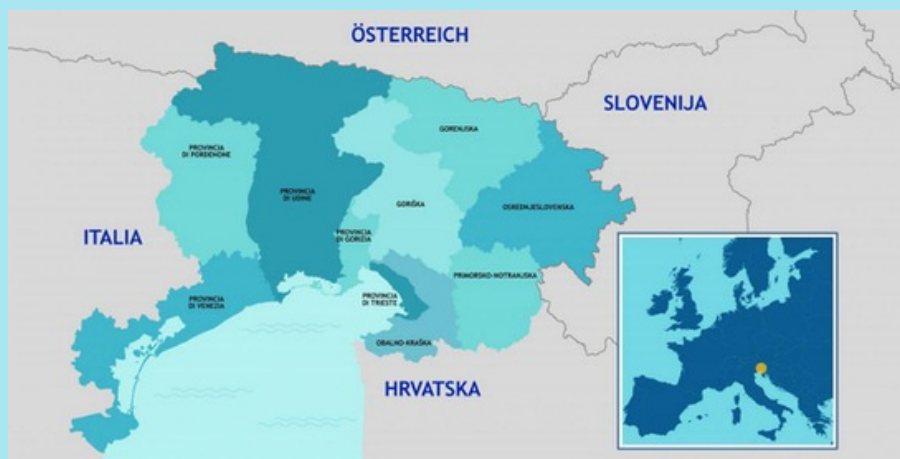 ÖSTERREICH
SLOVENIJA
GORENJSKA
PROVINCIA
DI PORDENONE
PROVINCIA
DI UDINE
GORIŠKA
OSREDNJESLOVENSKA
ITALIA
PROVINCIA
DI GORIZIA
PRIMORSKO-NOTRANJSKA
PROVINCIA
DI VENEZIA
PROVINCIA
DI TRIESTE
OBALNO-KRAŠKA
HRVATSKA